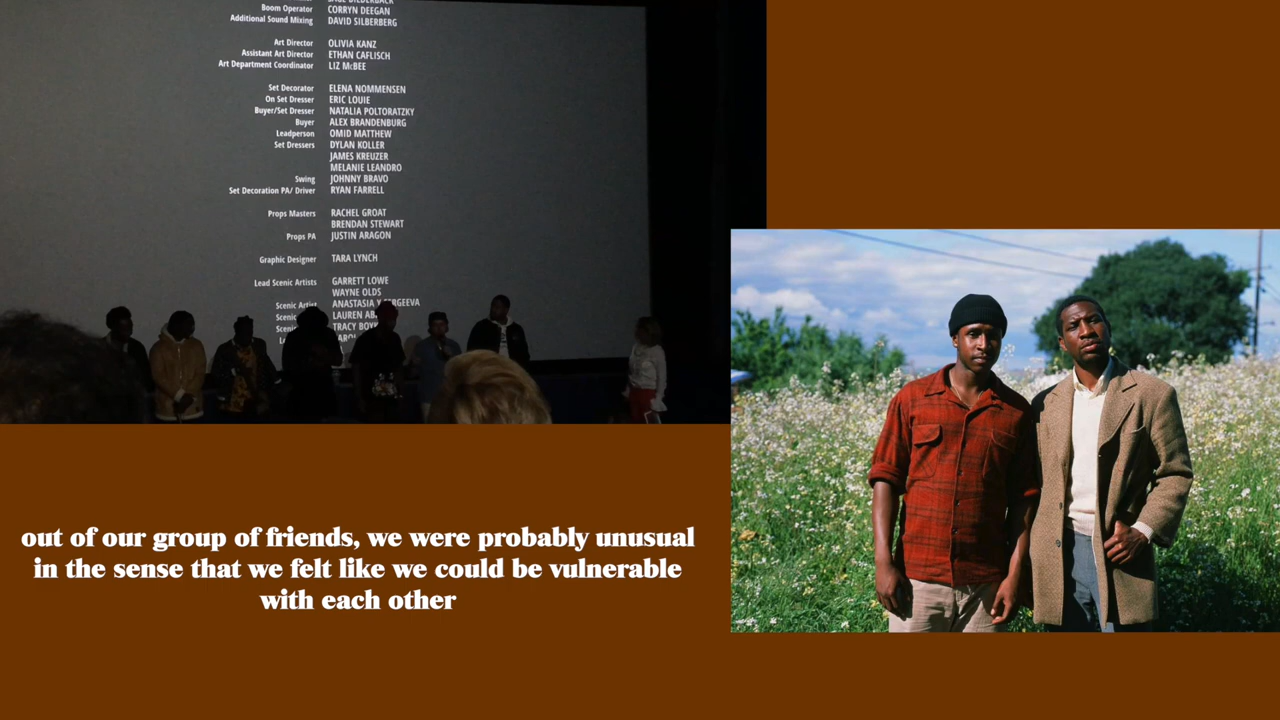 Boom Operator CORRYN DEEGAN
Additional Sound Mixing DAVID SILBERBERG
Art Director OLIVIA KANZ
Assistant Art Director ETHAN CAFLISCH
Art Department Coordinator LIZ McBEE
Set Decorator ELENA NOMMENSEN
On Set Dresser ERIC LOUIE
Buyer/Set Dresser NATALIA POLTORATZKY
Buyer ALEX BRANDENBURG
Leadperson OMID MATTHEW
Set Dressers DYLAN KOLLER
JAMES KREUZER
MELANIE LEANDRO
Swing JOHNNY BRAVO
Set Decoration PA/ Driver RYAN FARRELL
Props Masters RACHEL GROAT
BRENDAN STEWART
Props PA JUSTIN ARAGON
Graphic Designer TARA LYNCH
Lead Scenic Artists GARRETT LOWE
WAYNE OLDS
Scenic Artist ANASTASIA
LAUREN
TRACY
out of our group of friends, we were probably unusual
in the sense that we felt like we could be vulnerable
with each other